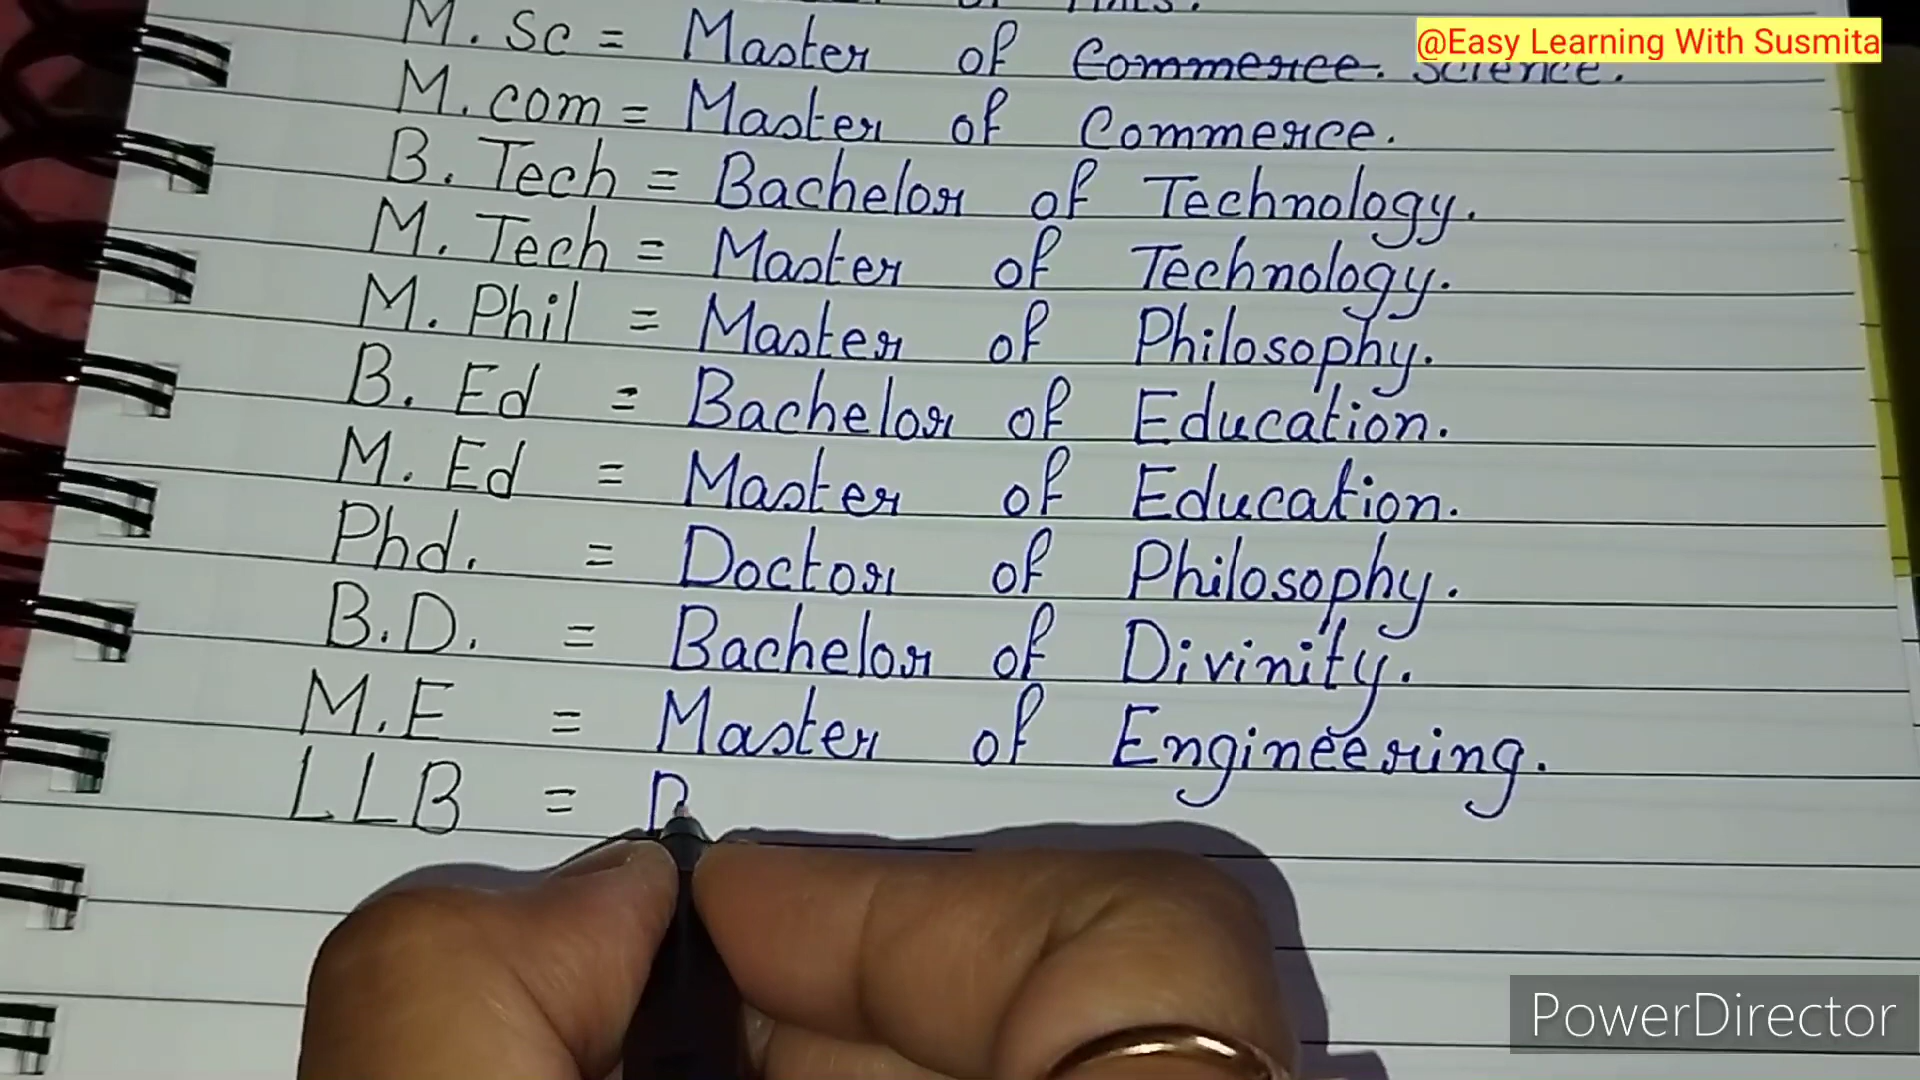 @Easy Learning With Susmita
M. Sc = Master of Commerce. Science.
M. com = Master of Commerce.
B. Tech = Bachelor of Technology.
M. Tech = Master of Technology.
M. Phil = Master of Philosophy.
B. Ed = Bachelor of Education.
M. Ed = Master of Education.
Phd. = Doctor of Philosophy.
B.D. = Bachelor of Divinity.
M.E = Master of Engineering.
LLB =
PowerDirector